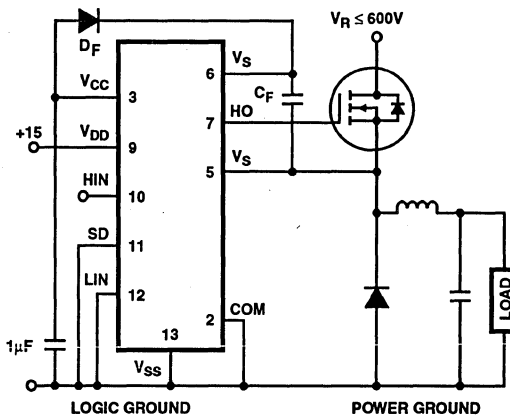 V_R ≤ 600V
D_F
V_S
6
V_CC
3
C_F
HO
7
+15
V_DD
9
V_S
5
HIN
10
SD
11
LIN
12
COM
2
13
1µF
V_SS
LOAD
LOGIC GROUND
POWER GROUND